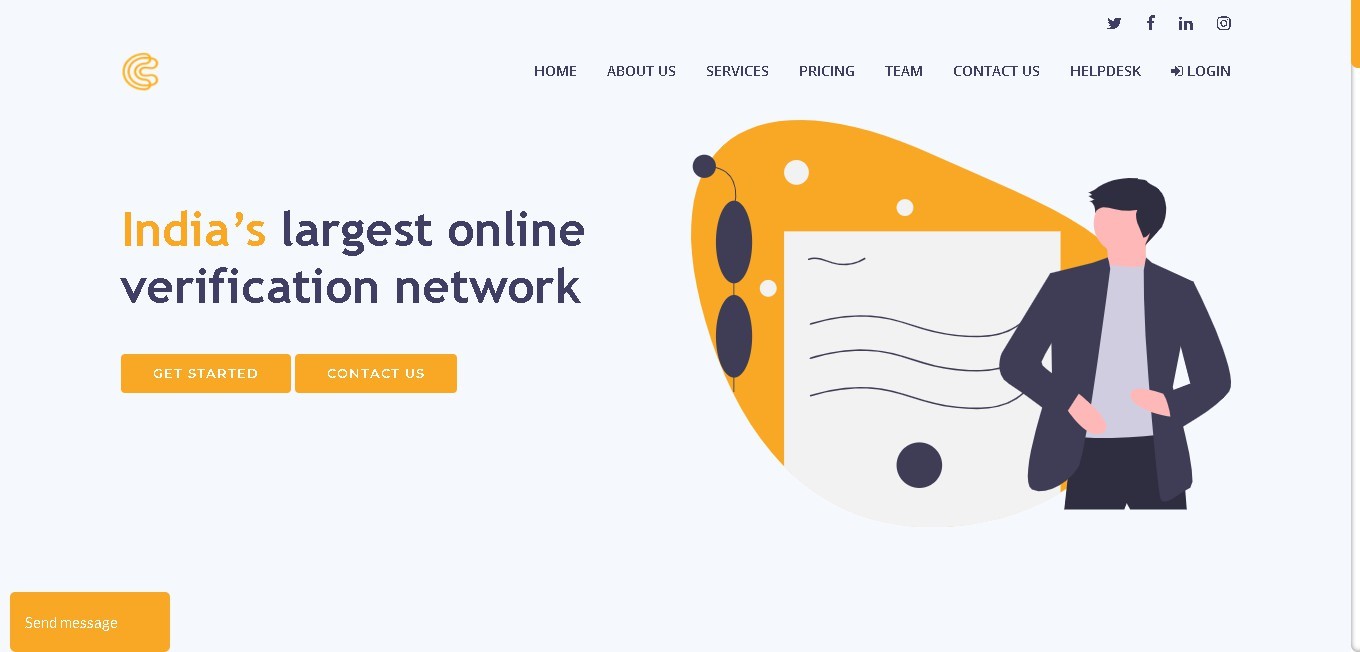 HOME ABOUT US SERVICES PRICING TEAM CONTACT US HELPDESK LOGIN
India’s largest online
verification network
GET STARTED CONTACT US
Send message